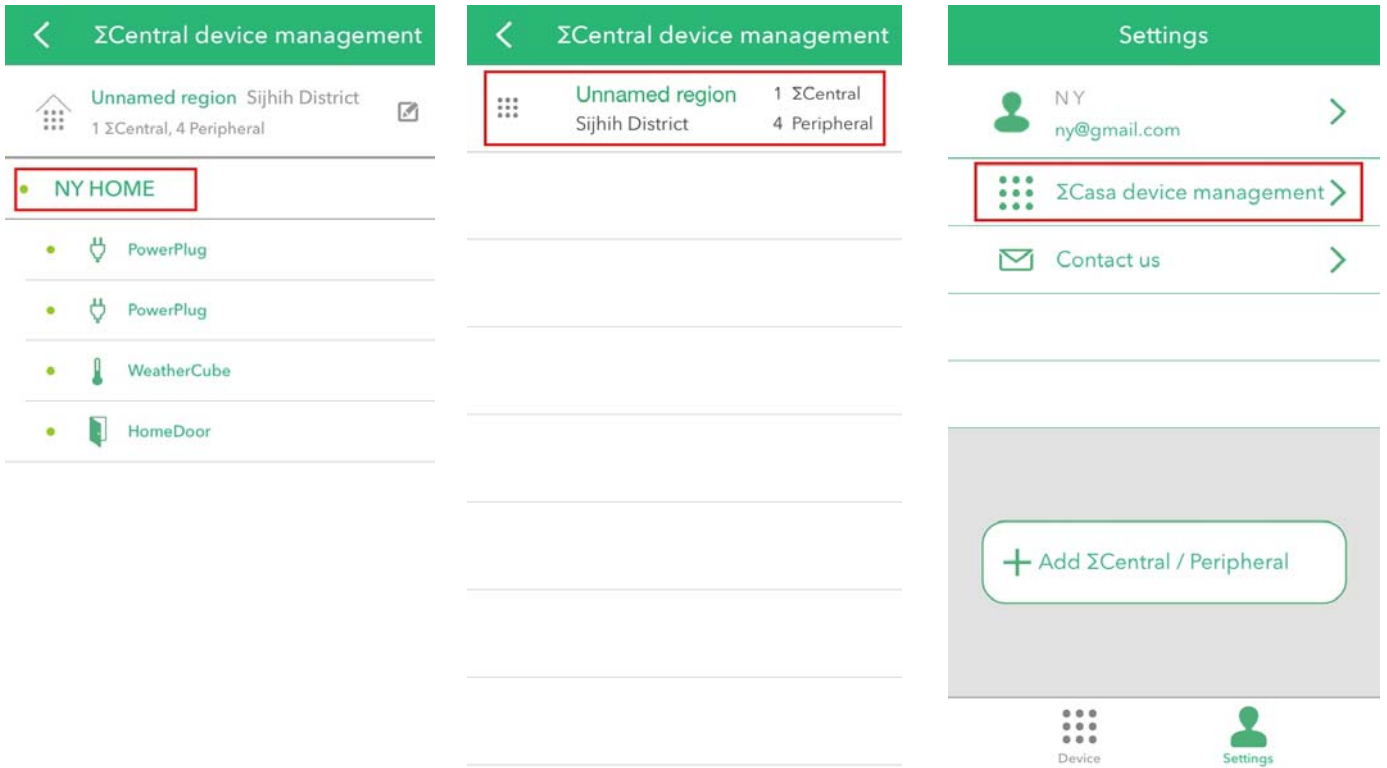 ΣCentral device management
Unnamed region Sijhih District
1 ΣCentral, 4 Peripheral
NY HOME
PowerPlug
PowerPlug
WeatherCube
HomeDoor
ΣCentral device management
Unnamed region 1 ΣCentral
Sijhih District 4 Peripheral
Settings
N Y
ny@gmail.com
ΣCasa device management
Contact us
+ Add ΣCentral / Peripheral
Device
Settings